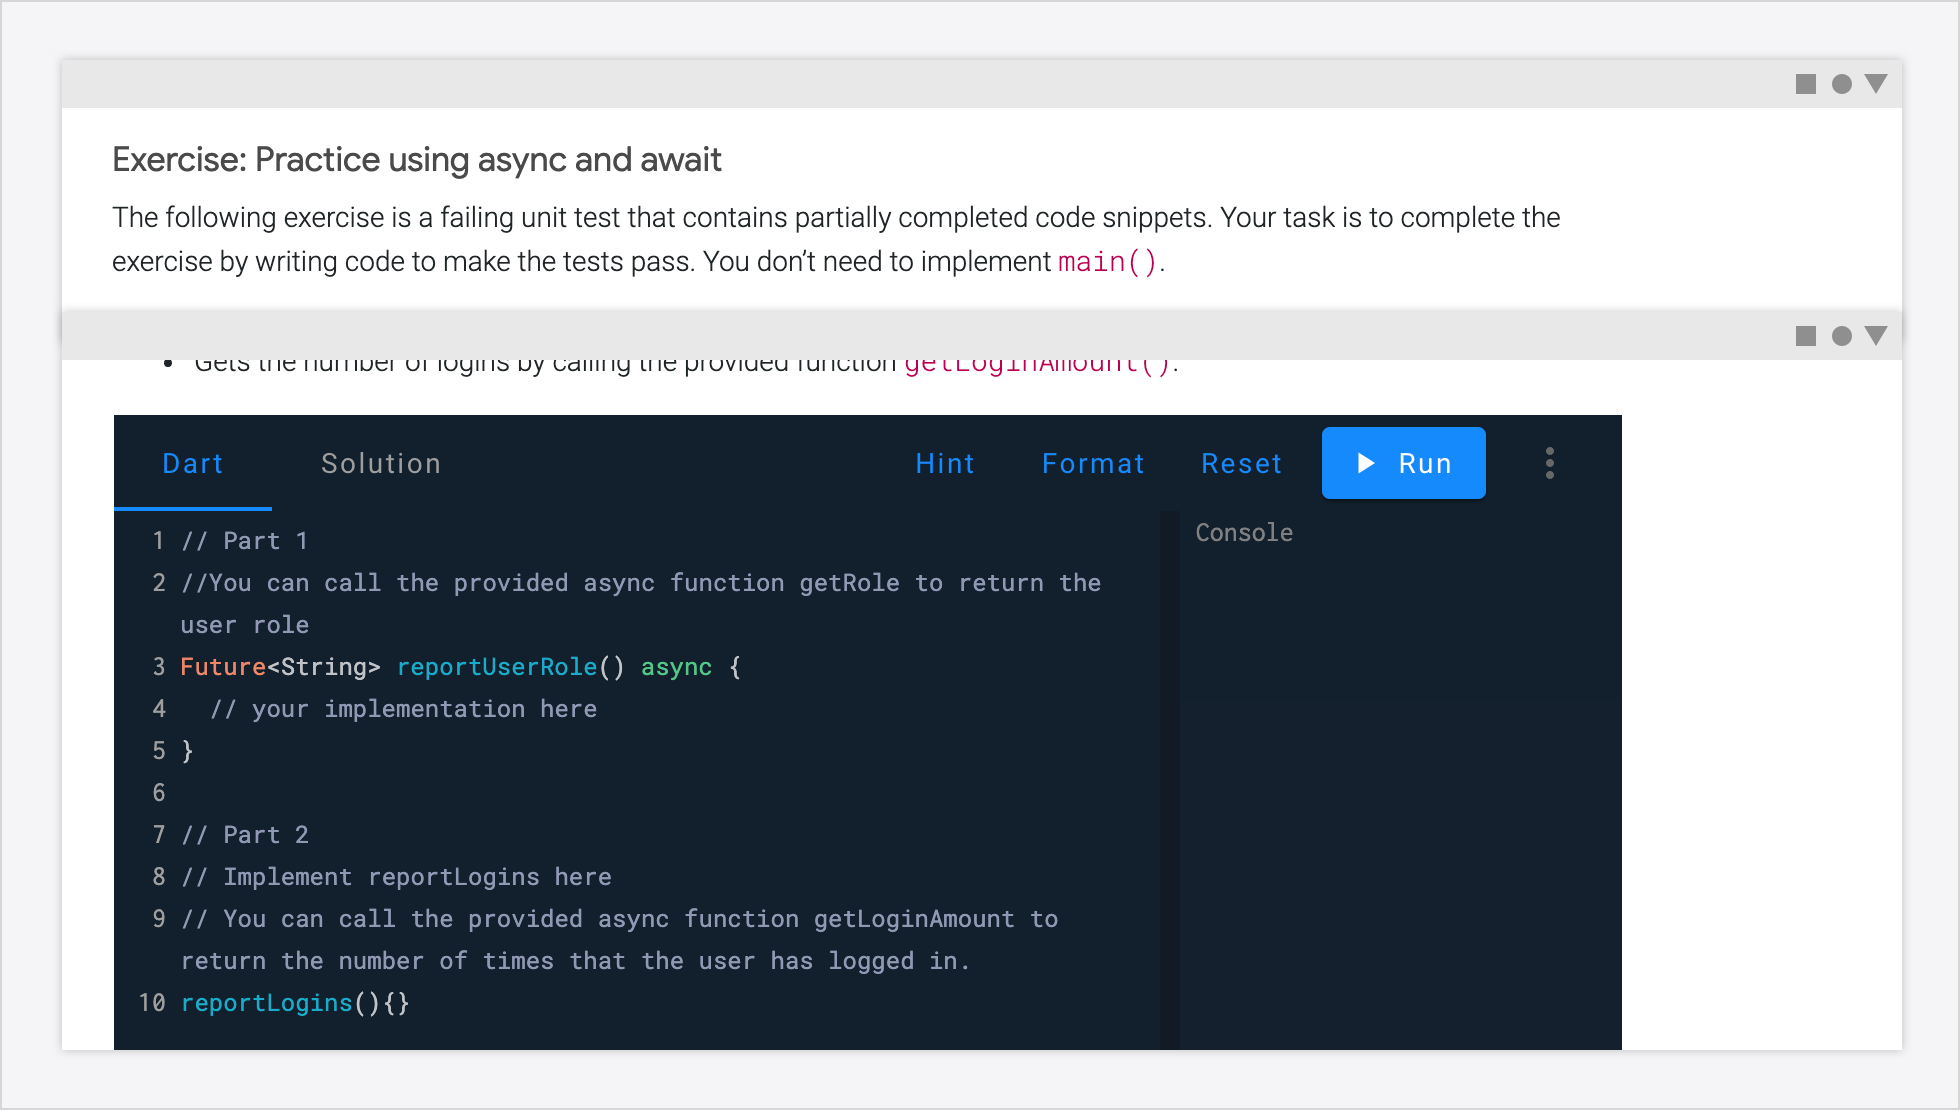 Exercise: Practice using async and await
The following exercise is a failing unit test that contains partially completed code snippets. Your task is to complete the
exercise by writing code to make the tests pass. You don’t need to implement main().
• Gets the number of logins by calling the provided function getLoginAmount().
Dart Solution Hint Format Reset Run
Console
1 // Part 1
2 //You can call the provided async function getRole to return the
user role
3 Future<String> reportUserRole() async {
4 // your implementation here
5 }
6
7 // Part 2
8 // Implement reportLogins here
9 // You can call the provided async function getLoginAmount to
return the number of times that the user has logged in.
10 reportLogins(){}